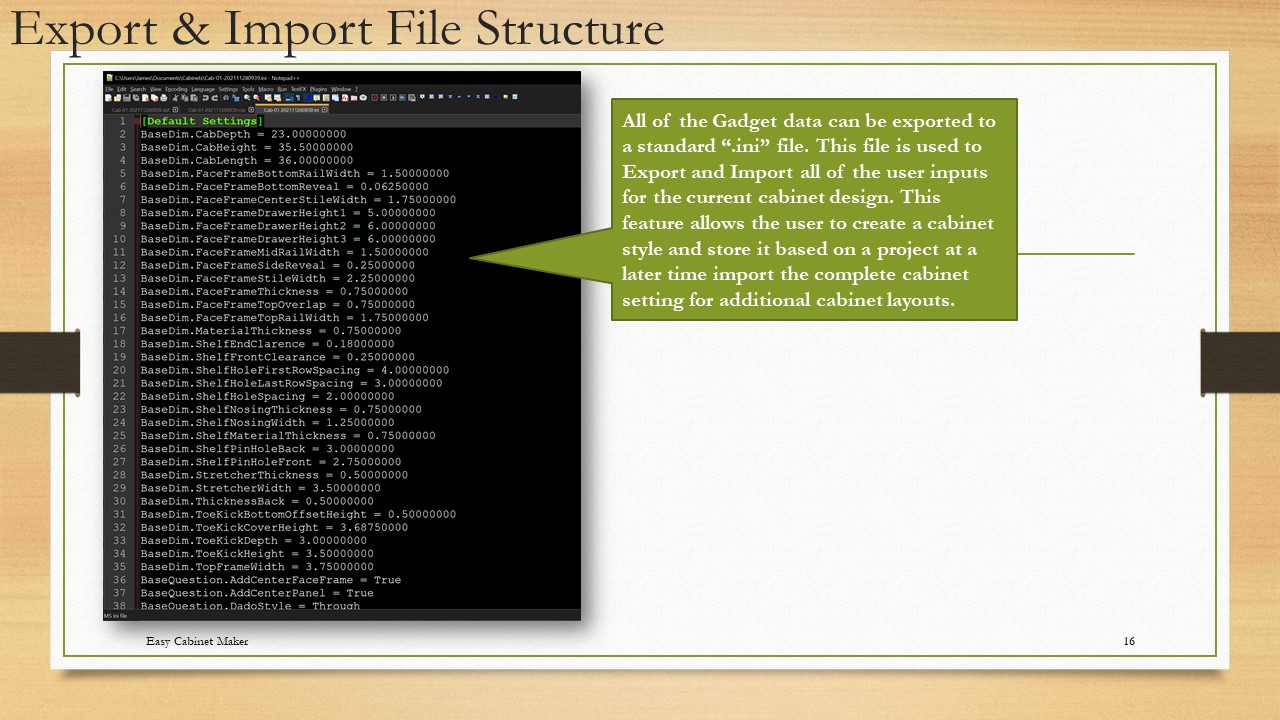 Export & Import File Structure
C:\Users\James\Documents\Cabinets\Cab-01-202111280939.ini - Notepad++
File Edit Search View Encoding Language Settings Tools Macro Run TextFX Plugins Window ?
Cab-01-202111280939.ini
1 [Default Settings]
2 BaseDim.CabDepth = 23.00000000
3 BaseDim.CabHeight = 35.50000000
4 BaseDim.CabLength = 36.00000000
5 BaseDim.FaceFrameBottomRailWidth = 1.50000000
6 BaseDim.FaceFrameBottomReveal = 0.06250000
7 BaseDim.FaceFrameCenterStileWidth = 1.75000000
8 BaseDim.FaceFrameDrawerHeight1 = 5.00000000
9 BaseDim.FaceFrameDrawerHeight2 = 6.00000000
10 BaseDim.FaceFrameDrawerHeight3 = 6.00000000
11 BaseDim.FaceFrameMidRailWidth = 1.50000000
12 BaseDim.FaceFrameSideReveal = 0.25000000
13 BaseDim.FaceFrameStileWidth = 2.25000000
14 BaseDim.FaceFrameThickness = 0.75000000
15 BaseDim.FaceFrameTopOverlap = 0.75000000
16 BaseDim.FaceFrameTopRailWidth = 1.75000000
17 BaseDim.MaterialThickness = 0.75000000
18 BaseDim.ShelfEndClarence = 0.18000000
19 BaseDim.ShelfFrontClearance = 0.25000000
20 BaseDim.ShelfHoleFirstRowSpacing = 4.00000000
21 BaseDim.ShelfHoleLastRowSpacing = 3.00000000
22 BaseDim.ShelfHoleSpacing = 2.00000000
23 BaseDim.ShelfNosingThickness = 0.75000000
24 BaseDim.ShelfNosingWidth = 1.25000000
25 BaseDim.ShelfMaterialThickness = 0.75000000
26 BaseDim.ShelfPinHoleBack = 3.00000000
27 BaseDim.ShelfPinHoleFront = 2.75000000
28 BaseDim.StretcherThickness = 0.50000000
29 BaseDim.StretcherWidth = 3.50000000
30 BaseDim.ThicknessBack = 0.50000000
31 BaseDim.ToeKickBottomOffsetHeight = 0.50000000
32 BaseDim.ToeKickCoverHeight = 3.68750000
33 BaseDim.ToeKickDepth = 3.00000000
34 BaseDim.ToeKickHeight = 3.50000000
35 BaseDim.TopFrameWidth = 3.75000000
36 BaseQuestion.AddCenterFaceFrame = True
37 BaseQuestion.AddCenterPanel = True
38 BaseQuestion.DadoStyle = Through
MS ini file
All of the Gadget data can be exported to
a standard “.ini” file. This file is used to
Export and Import all of the user inputs
for the current cabinet design. This
feature allows the user to create a cabinet
style and store it based on a project at a
later time import the complete cabinet
setting for additional cabinet layouts.
Easy Cabinet Maker
16